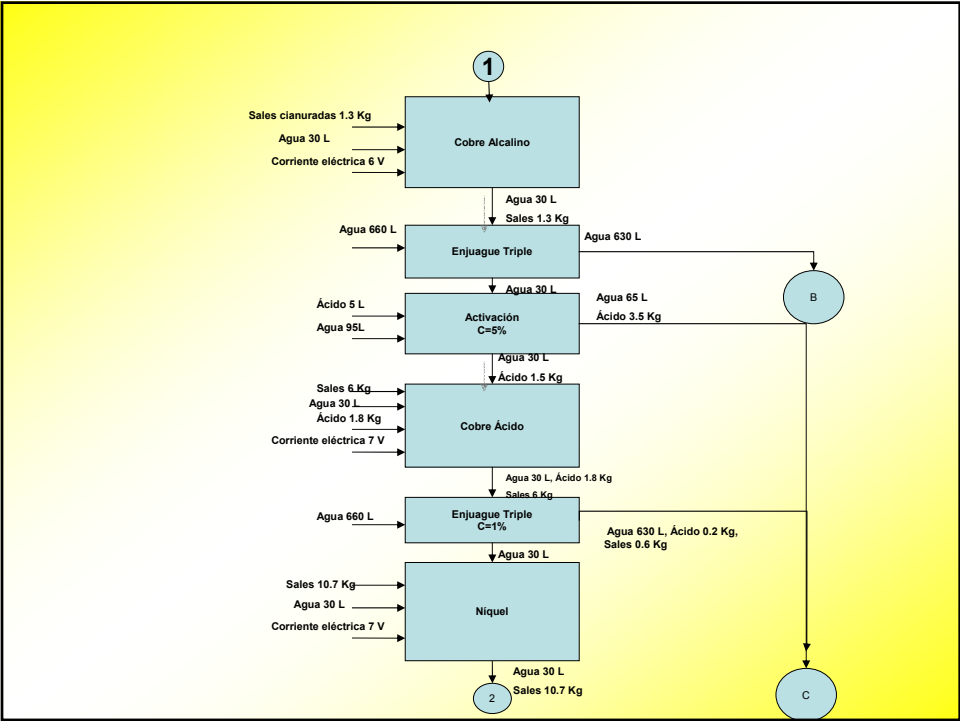 1
Sales cianuradas 1.3 Kg
Agua 30 L
Corriente eléctrica 6 V
Cobre Alcalino
Agua 30 L
Sales 1.3 Kg
Agua 660 L
Enjuague Triple
Agua 630 L
B
Agua 30 L
Ácido 5 L
Agua 95L
Activación
C=5%
Agua 65 L
Ácido 3.5 Kg
Agua 30 L
Ácido 1.5 Kg
Sales 6 Kg
Agua 30 L
Ácido 1.8 Kg
Corriente eléctrica 7 V
Cobre Ácido
Agua 30 L, Ácido 1.8 Kg
Sales 6 Kg
Agua 660 L
Enjuague Triple
C=1%
Agua 630 L, Ácido 0.2 Kg,
Sales 0.6 Kg
Agua 30 L
Sales 10.7 Kg
Agua 30 L
Corriente eléctrica 7 V
Níquel
Agua 30 L
Sales 10.7 Kg
2
C